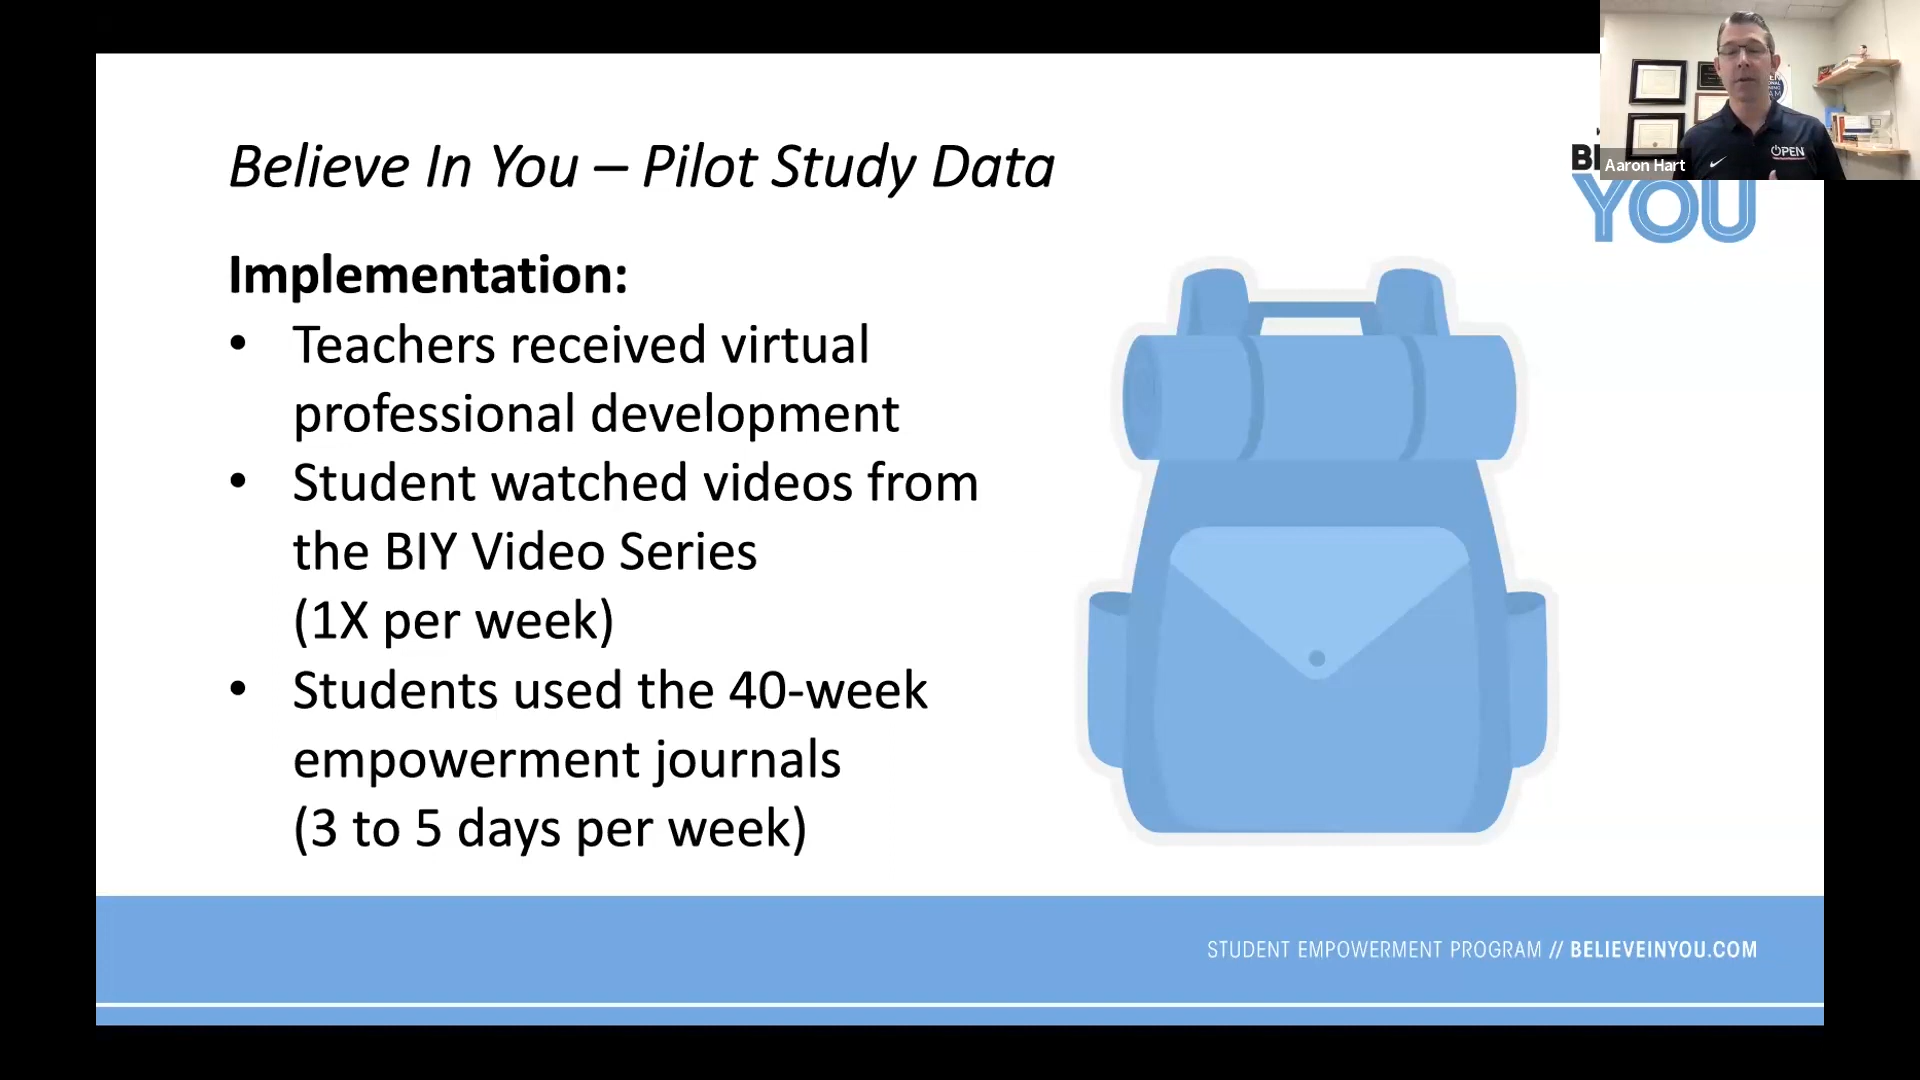 Believe In You – Pilot Study Data
Implementation:
• Teachers received virtual
professional development
• Student watched videos from
the BIY Video Series
(1X per week)
• Students used the 40-week
empowerment journals
(3 to 5 days per week)
YOU
Aaron Hart
OPEN
STUDENT EMPOWERMENT PROGRAM // BELIEVEINYOU.COM